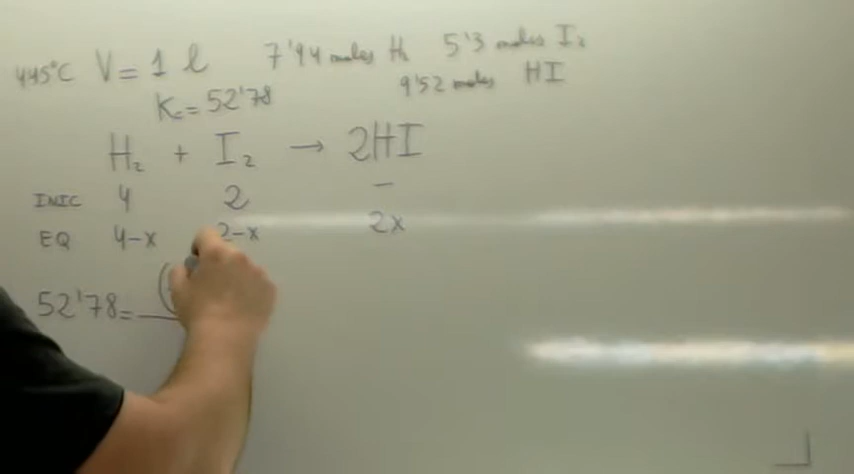 445°C V = 1 l 7'94 moles H₂ 5'3 moles I₂
9'52 moles HI
Kc = 52'78
H₂ + I₂ → 2HI
INIC 4 2 −
EQ 4-x 2-x 2x
52'78 = (